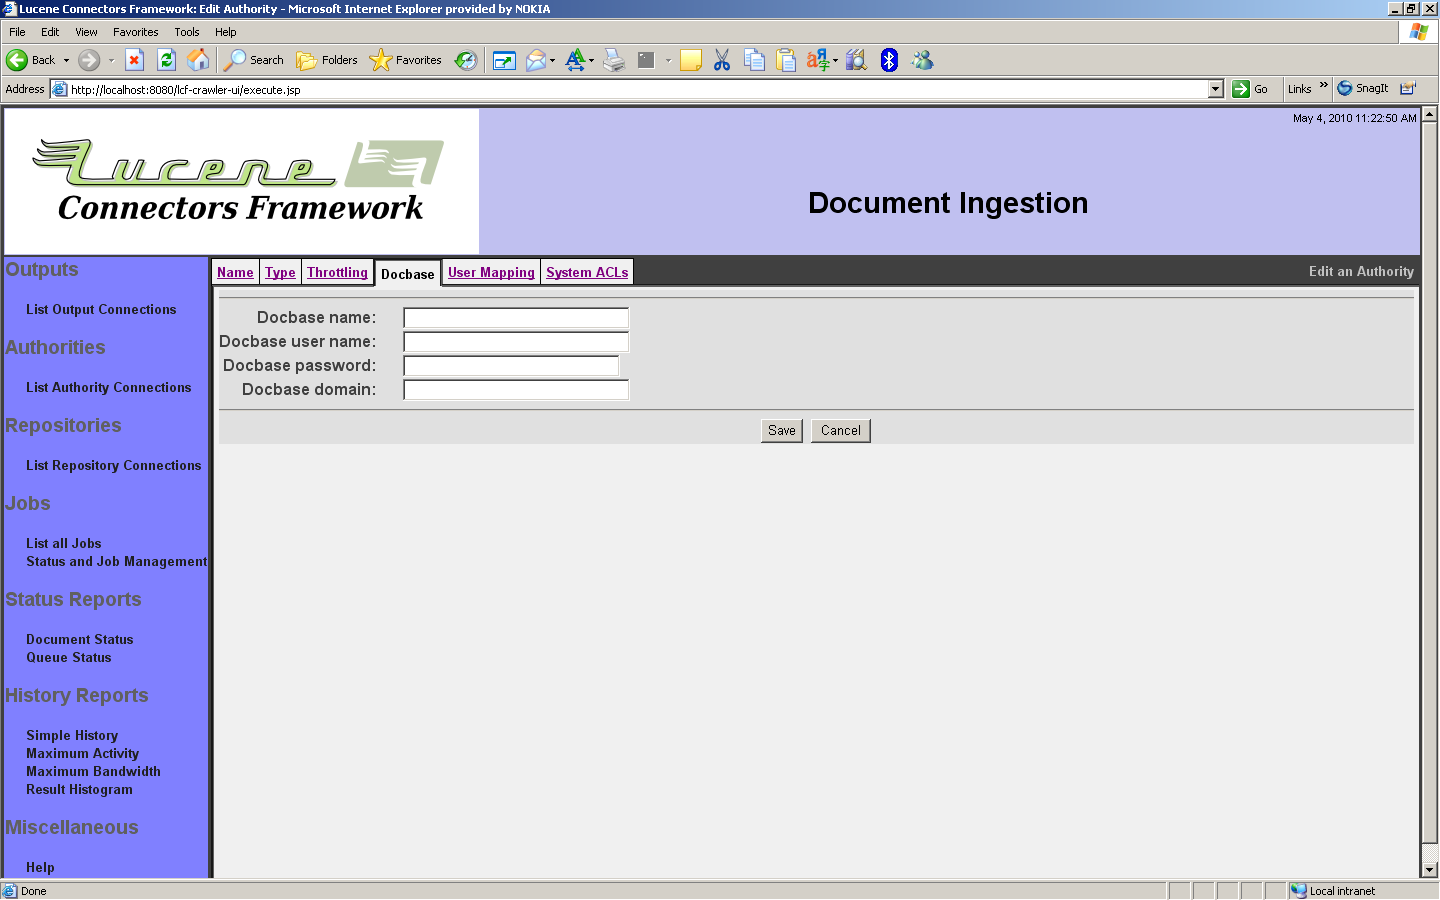 Lucene Connectors Framework: Edit Authority - Microsoft Internet Explorer provided by NOKIA
File Edit View Favorites Tools Help
Back Search Folders Favorites
Address http://localhost:8080/lcf-crawler-ui/execute.jsp Go Links » SnagIt
May 4, 2010 11:22:50 AM
Lucene
Connectors Framework
Document Ingestion
Outputs
List Output Connections
Authorities
List Authority Connections
Repositories
List Repository Connections
Jobs
List all Jobs
Status and Job Management
Status Reports
Document Status
Queue Status
History Reports
Simple History
Maximum Activity
Maximum Bandwidth
Result Histogram
Miscellaneous
Help
Name Type Throttling Docbase User Mapping System ACLs Edit an Authority
Docbase name:
Docbase user name:
Docbase password:
Docbase domain:
Save Cancel
Done Local intranet